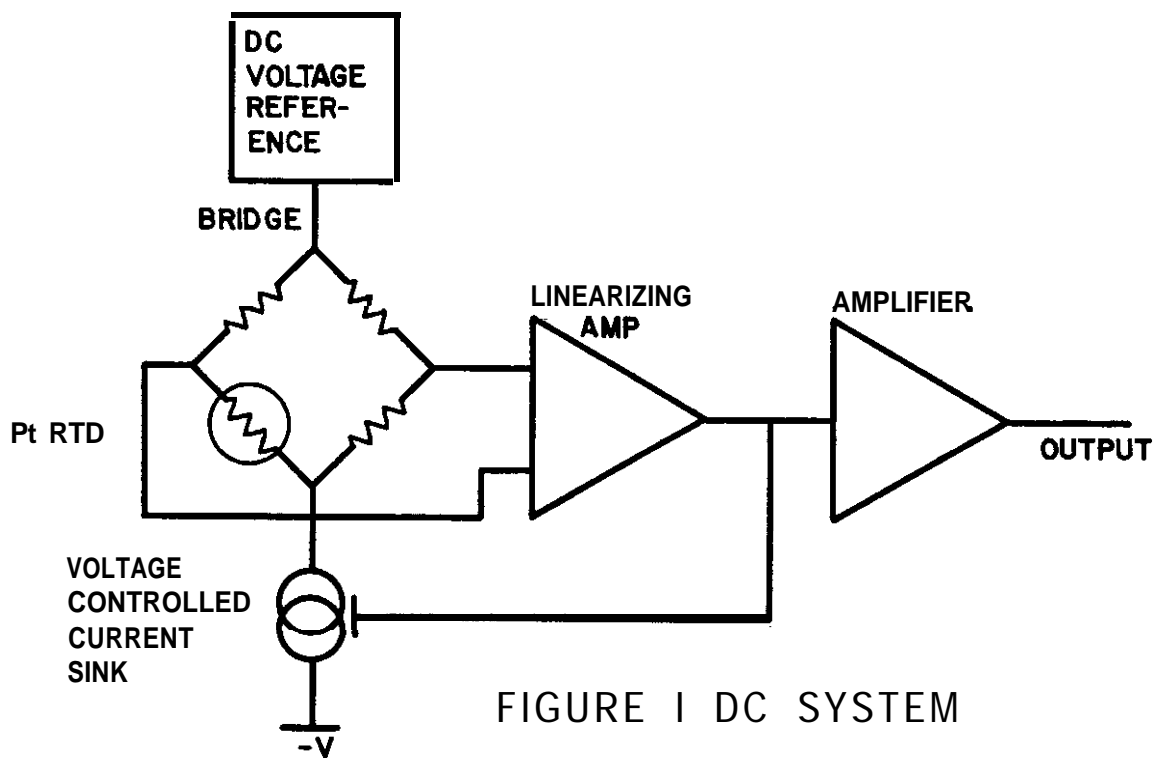 DC
VOLTAGE
REFER-
ENCE
BRIDGE
LINEARIZING
AMP
AMPLIFIER
Pt RTD
OUTPUT
VOLTAGE
CONTROLLED
CURRENT
SINK
-V
FIGURE I DC SYSTEM